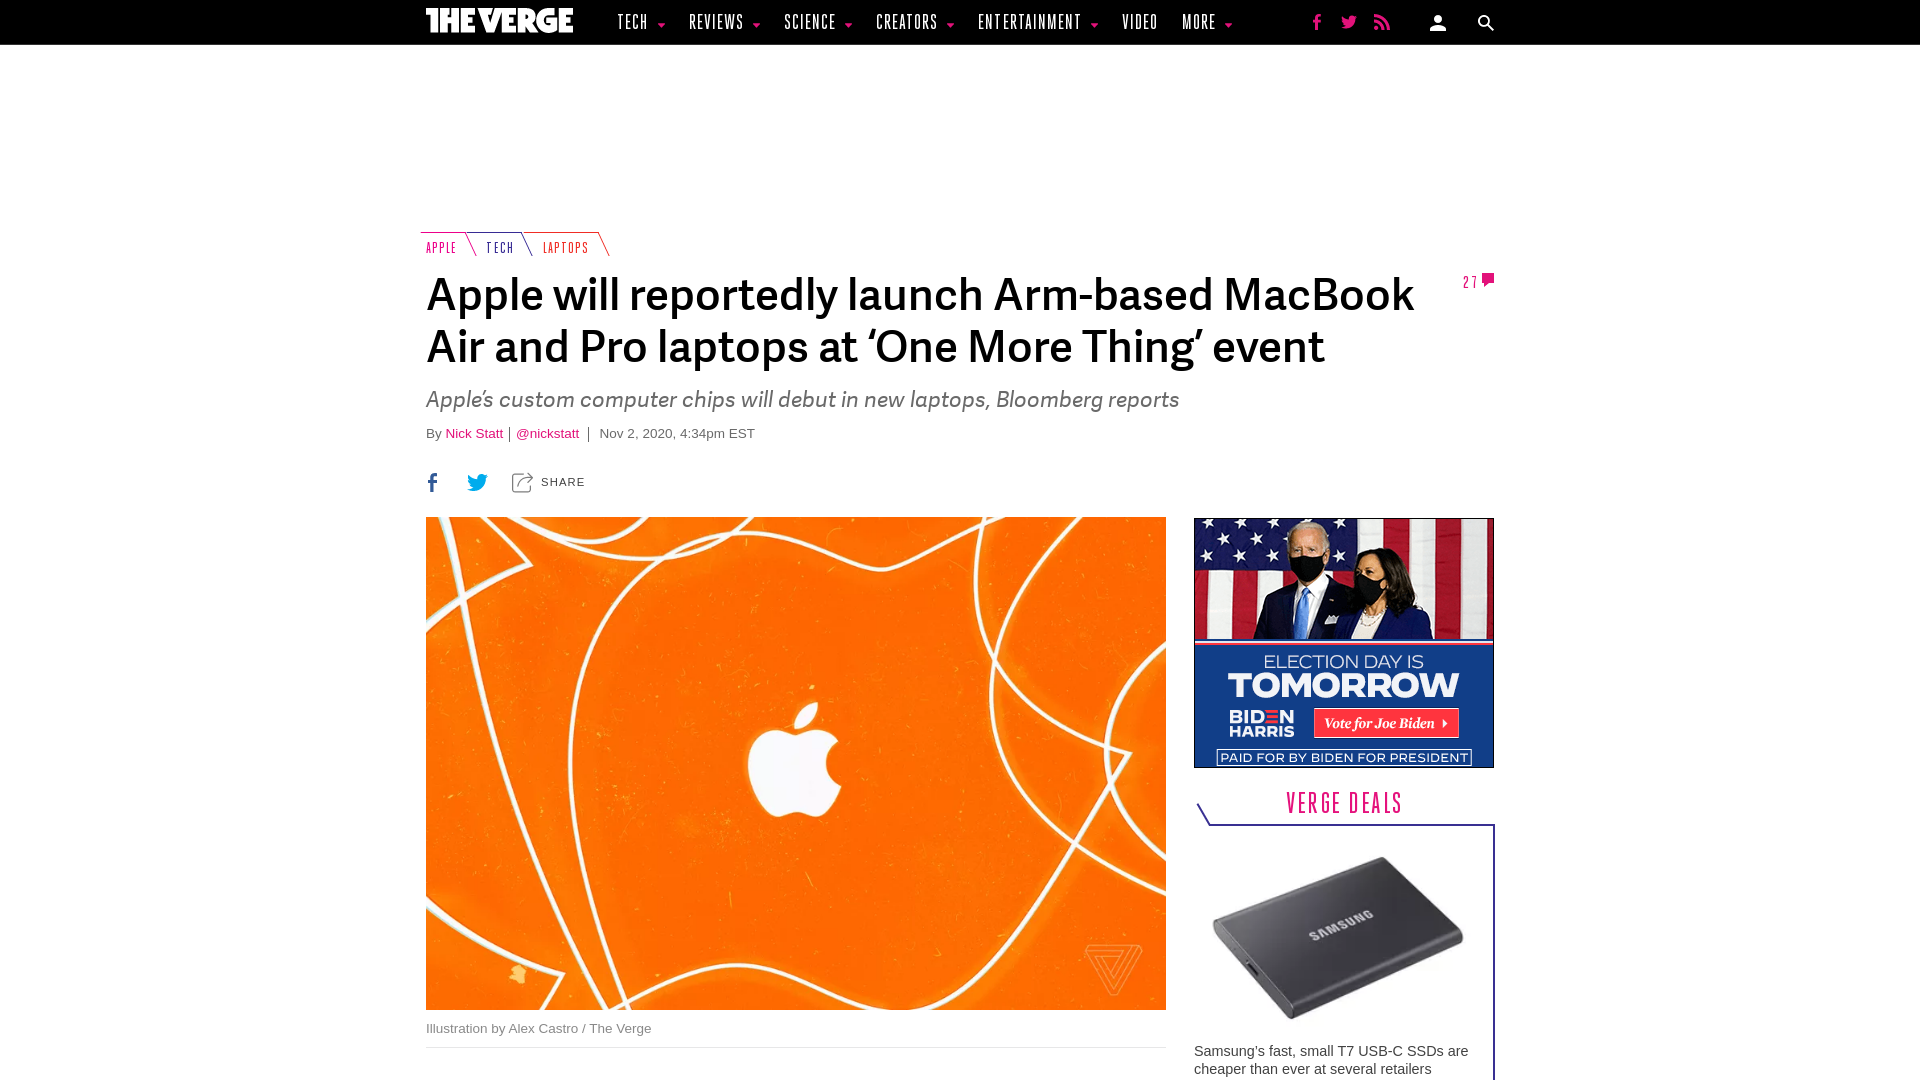 THE VERGE
TECH REVIEWS SCIENCE CREATORS ENTERTAINMENT VIDEO MORE
APPLE TECH LAPTOPS
Apple will reportedly launch Arm-based MacBook
Air and Pro laptops at ‘One More Thing’ event
27
Apple’s custom computer chips will debut in new laptops, Bloomberg reports
By Nick Statt | @nickstatt | Nov 2, 2020, 4:34pm EST
SHARE
Illustration by Alex Castro / The Verge
ELECTION DAY IS
TOMORROW
BIDEN
HARRIS
Vote for Joe Biden
PAID FOR BY BIDEN FOR PRESIDENT
VERGE DEALS
SAMSUNG
Samsung’s fast, small T7 USB-C SSDs are
cheaper than ever at several retailers